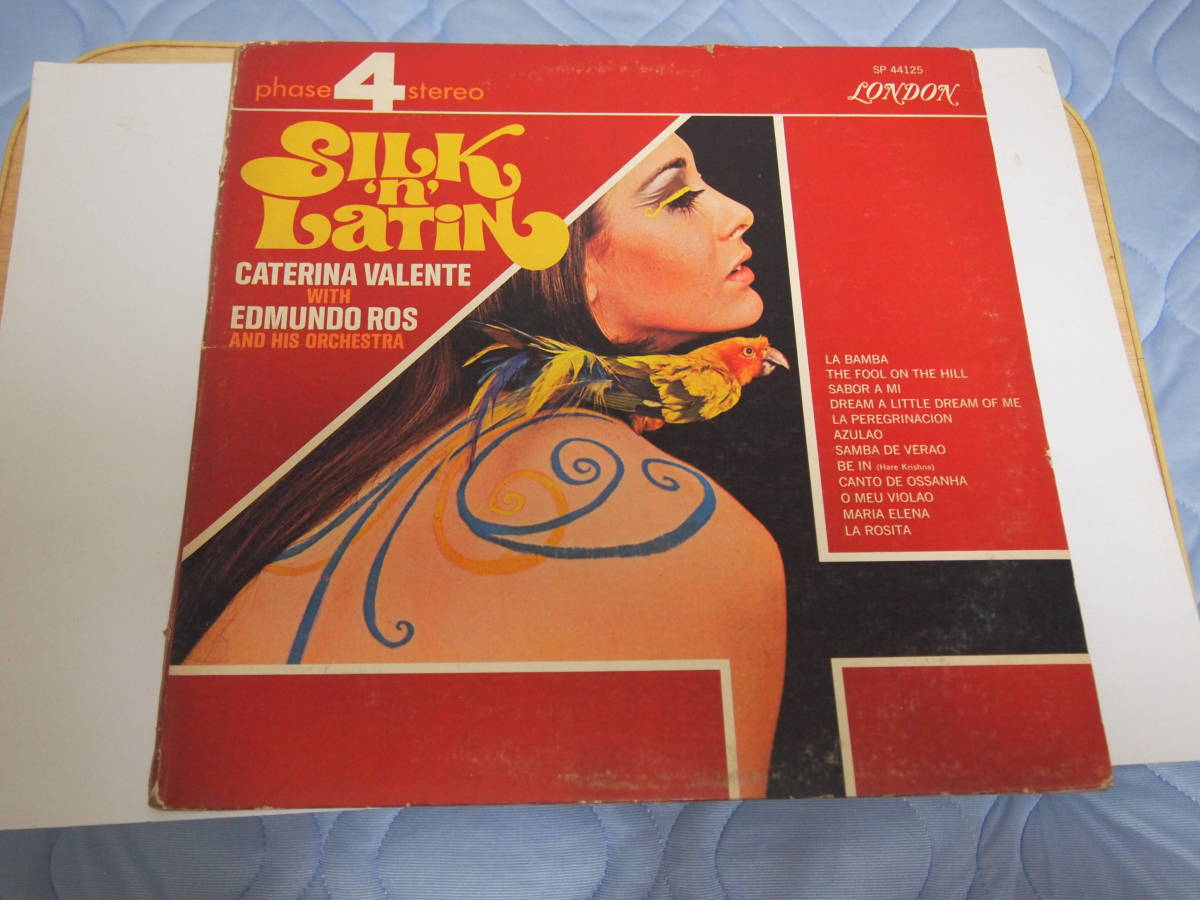 phase 4 stereo
SP 44125
LONDON
SILK
'n'
LATIN
CATERINA VALENTE
WITH
EDMUNDO ROS
AND HIS ORCHESTRA
LA BAMBA
THE FOOL ON THE HILL
SABOR A MI
DREAM A LITTLE DREAM OF ME
LA PEREGRINACION
AZULAO
SAMBA DE VERAO
BE IN (Hare Krishna)
CANTO DE OSSANHA
O MEU VIOLAO
MARIA ELENA
LA ROSITA